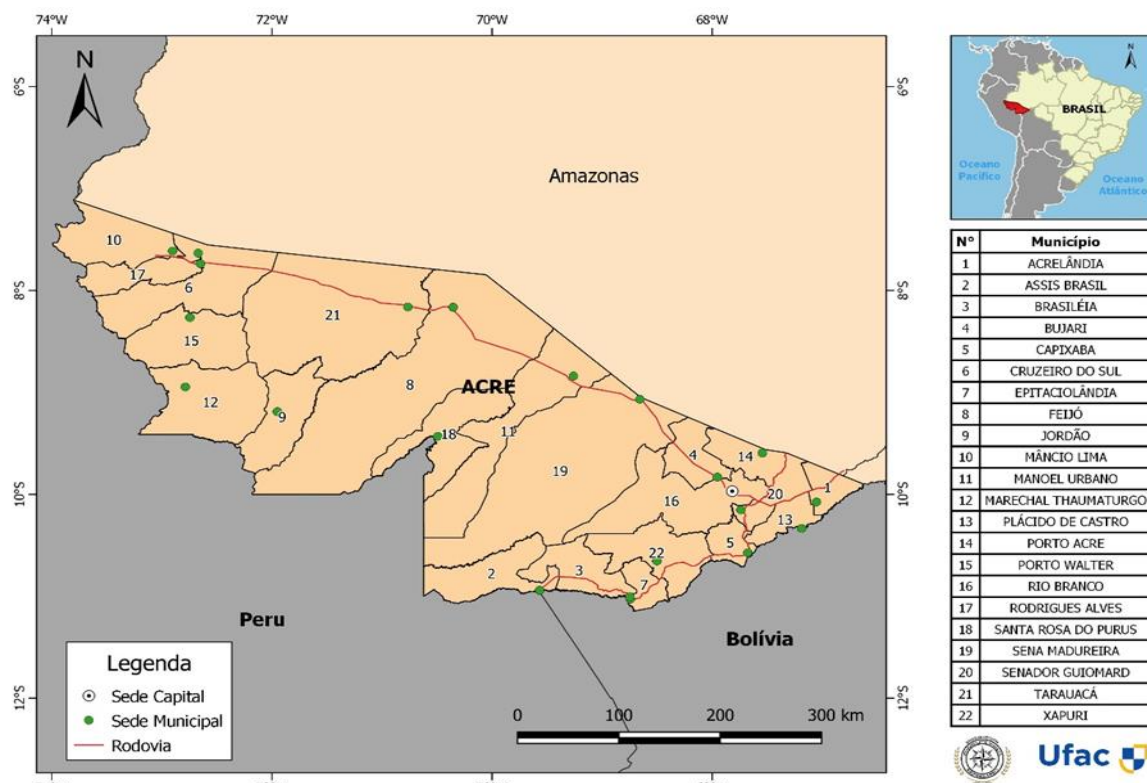 74°W 72°W 70°W 68°W
N
6°S 6°S
Amazonas
10
17
6
8°S 8°S
21
15
ACRE
8
12
9
18
11
19
4
14
10°S 10°S
16
20
1
13
5
22
2
3
7
Peru
Bolívia
Legenda
Sede Capital
Sede Municipal
Rodovia
0 100 200 300 km
12°S 12°S
74°W 72°W 70°W 68°W
N
BRASIL
Oceano
Pacífico
Oceano
Atlântico
N° Município
1 ACRELÂNDIA
2 ASSIS BRASIL
3 BRASILÉIA
4 BUJARI
5 CAPIXABA
6 CRUZEIRO DO SUL
7 EPITACIOLÂNDIA
8 FEIJÓ
9 JORDÃO
10 MÂNCIO LIMA
11 MANOEL URBANO
12 MARECHAL THAUMATURGO
13 PLÁCIDO DE CASTRO
14 PORTO ACRE
15 PORTO WALTER
16 RIO BRANCO
17 RODRIGUES ALVES
18 SANTA ROSA DO PURUS
19 SENA MADUREIRA
20 SENADOR GUIOMARD
21 TARAUACÁ
22 XAPURI
Ufac